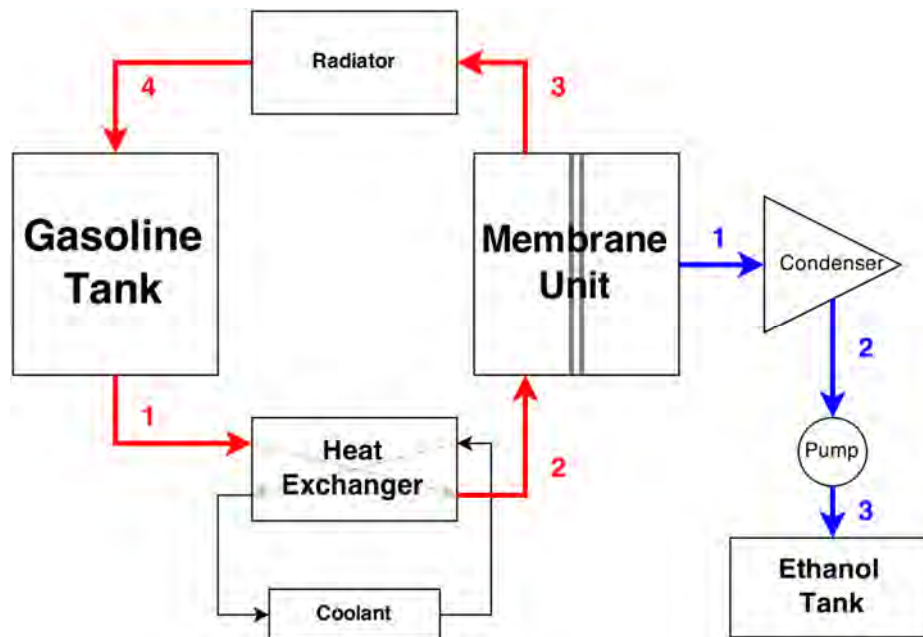 Radiator
4
3
Gasoline
Tank
Membrane
Unit
1
Condenser
2
1
Heat
Exchanger
2
Pump
3
Coolant
Ethanol
Tank